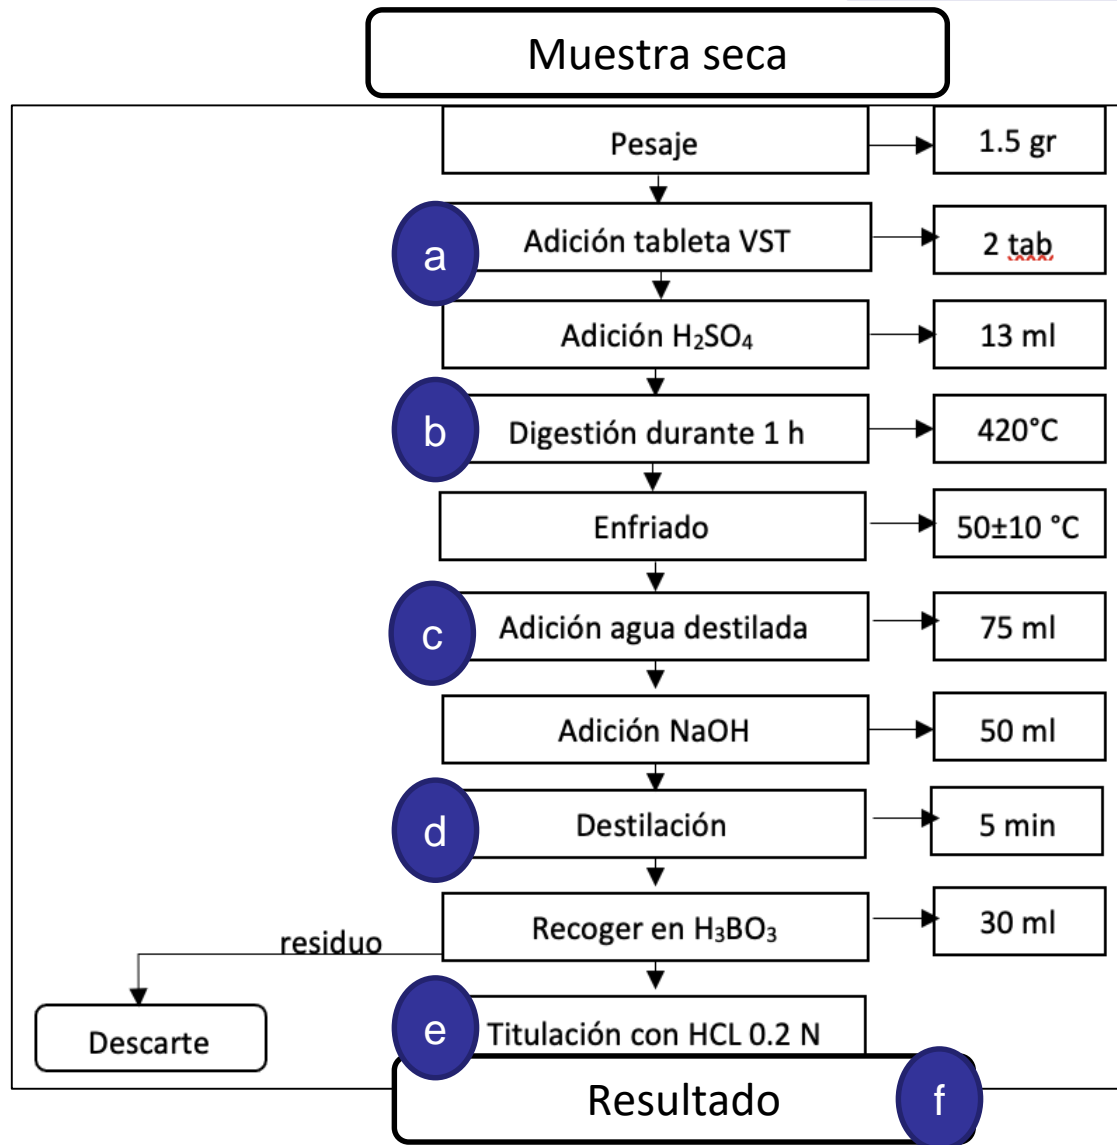 Muestra seca
Pesaje
1.5 gr
a
Adición tableta VST
2 tab
Adición H₂SO₄
13 ml
b
Digestión durante 1 h
420°C
Enfriado
50±10 °C
c
Adición agua destilada
75 ml
Adición NaOH
50 ml
d
Destilación
5 min
Recoger en H₃BO₃
30 ml
residuo
Descarte
e
Titulación con HCL 0.2 N
Resultado
f